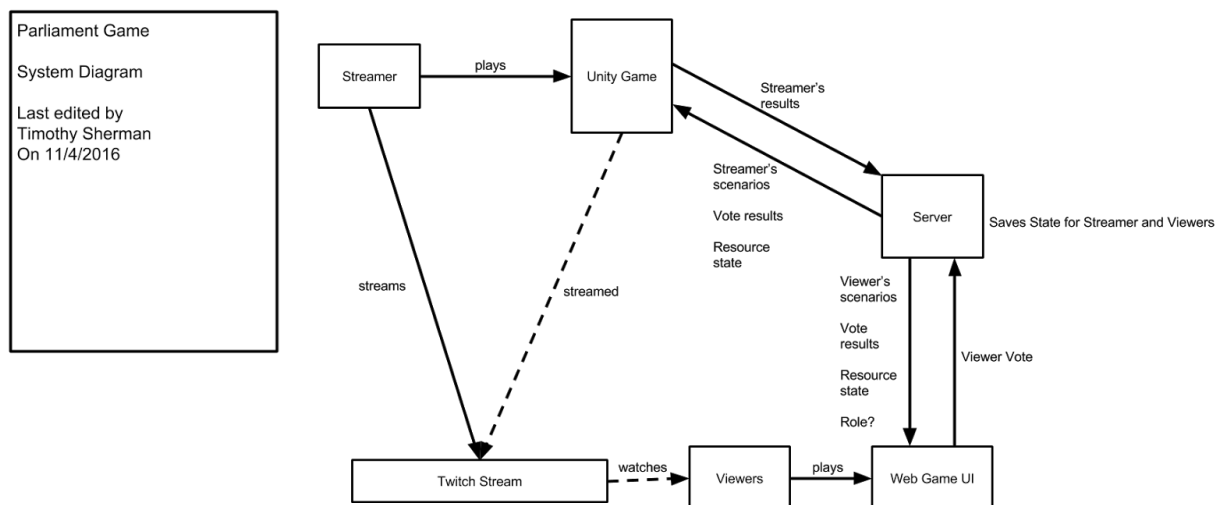 Parliament Game
System Diagram
Last edited by
Timothy Sherman
On 11/4/2016
Streamer
plays
Unity Game
Streamer's
results
Streamer's
scenarios
Vote results
Resource
state
Server
Saves State for Streamer and Viewers
streams
streamed
Viewer's
scenarios
Vote
results
Resource
state
Role?
Viewer Vote
Twitch Stream
watches
Viewers
plays
Web Game UI